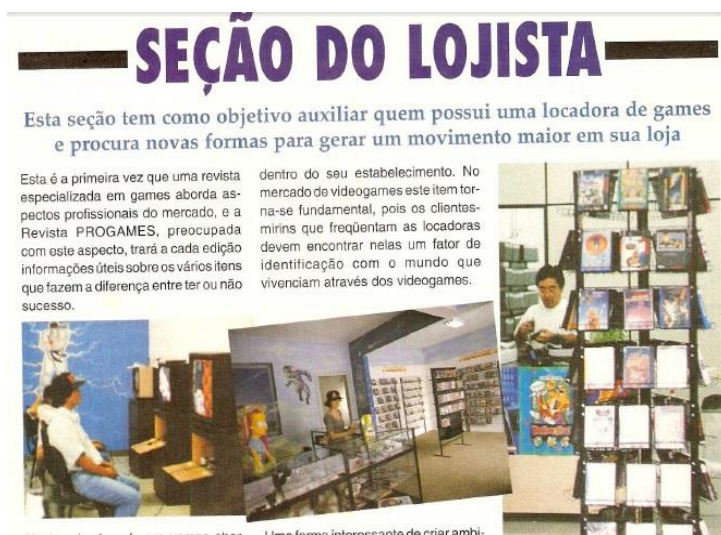 SEÇÃO DO LOJISTA
Esta seção tem como objetivo auxiliar quem possui uma locadora de games
e procura novas formas para gerar um movimento maior em sua loja
Esta é a primeira vez que uma revista
especializada em games aborda as-
pectos profissionais do mercado, e a
Revista PROGAMES, preocupada
com este aspecto, trará a cada edição
informações úteis sobre os vários itens
que fazem a diferença entre ter ou não
sucesso.
dentro do seu estabelecimento. No
mercado de videogames este item tor-
na-se fundamental, pois os clientes-
mirins que freqüentam as locadoras
devem encontrar nelas um fator de
identificação com o mundo que
vivenciam através dos videogames.
Uma forma interessante de criar ambi-